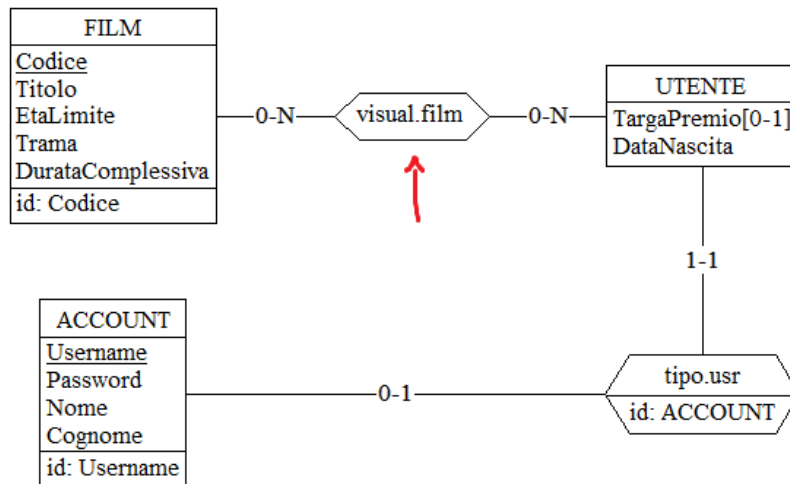 FILM
Codice
Titolo
EtaLimite
Trama
DurataComplessiva
id: Codice
0-N
visual.film
0-N
UTENTE
TargaPremio[0-1]
DataNascita
1-1
ACCOUNT
Username
Password
Nome
Cognome
id: Username
0-1
tipo.usr
id: ACCOUNT